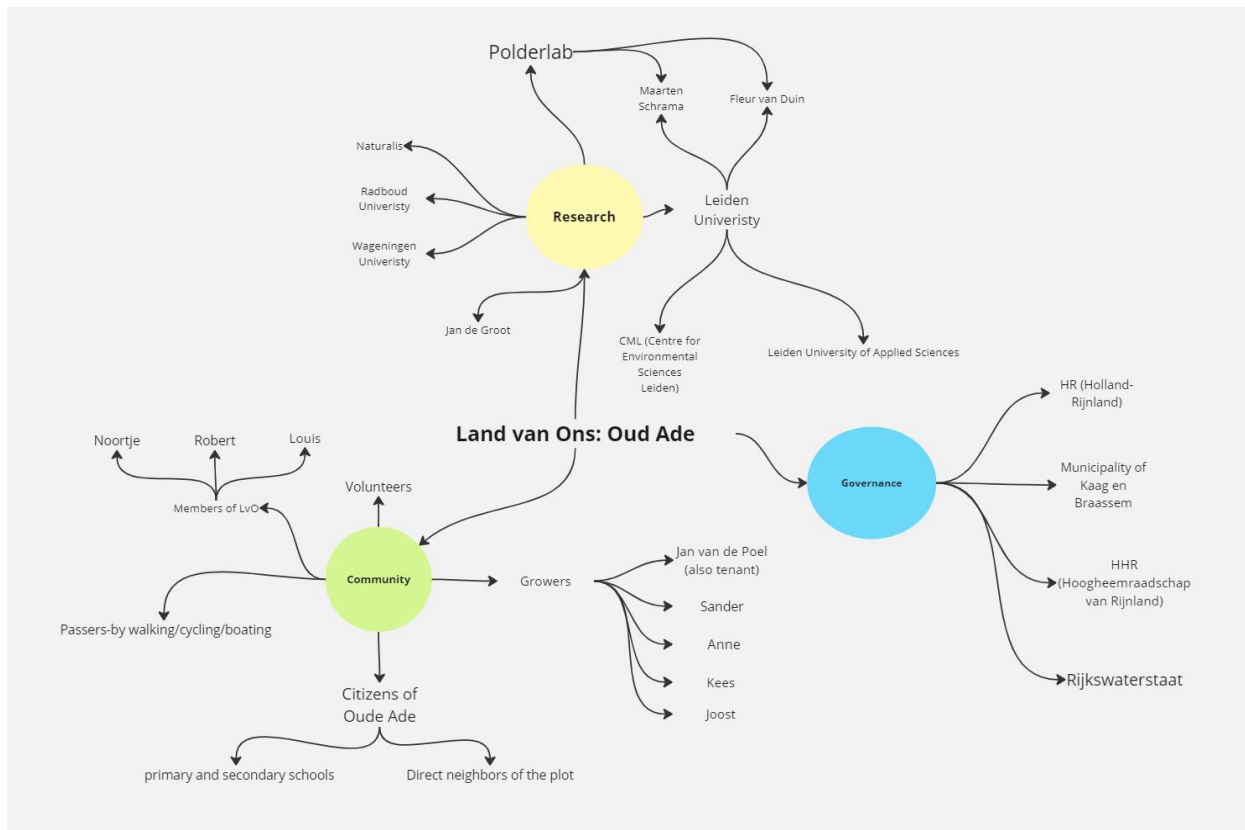 Polderlab
Maarten
Schrama
Fleur van Duin
Naturalis
Radboud
Univeristy
Wageningen
Univeristy
Research
Leiden
Univeristy
Jan de Groot
CML (Centre for
Environmental
Sciences
Leiden)
Leiden University of Applied Sciences
Land van Ons: Oud Ade
HR (Holland-
Rijnland)
Governance
Municipality of
Kaag en
Braassem
HHR
(Hoogheemraadschap
van Rijnland)
Rijkswaterstaat
Noortje
Robert
Louis
Members of LvO
Volunteers
Community
Passers-by walking/cycling/boating
Growers
Jan van de Poel
(also tenant)
Sander
Anne
Kees
Joost
Citizens of
Oude Ade
primary and secondary schools
Direct neighbors of the plot